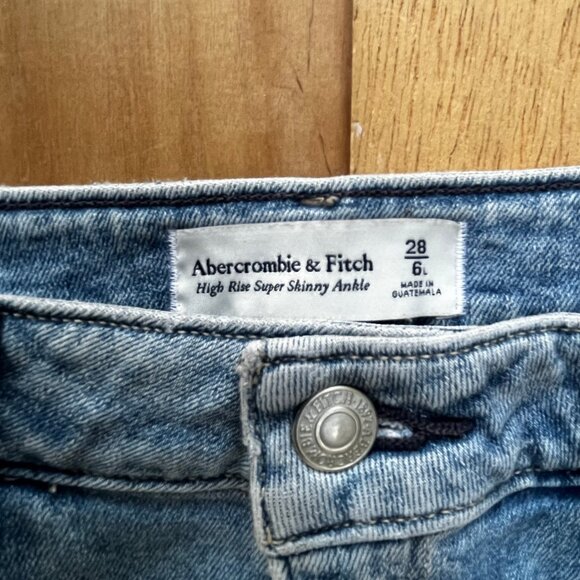 Abercrombie & Fitch
High Rise Super Skinny Ankle
28
6L
MADE IN
GUATEMALA